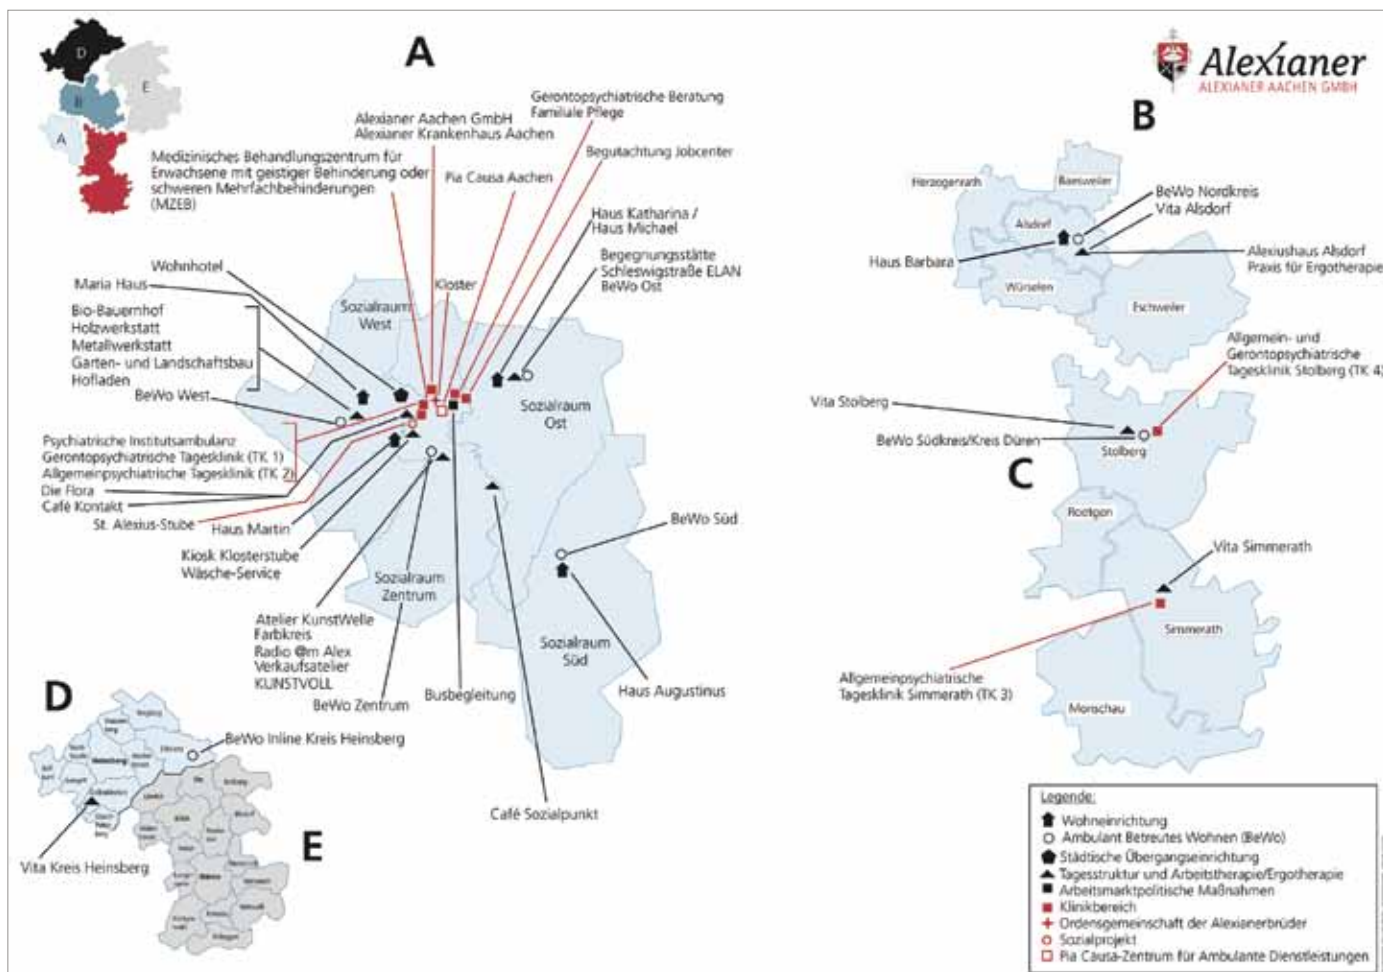 D
B
E
A
A
Alexianer
ALEXIANER AACHEN GMBH
B
Alexianer Aachen GmbH
Alexianer Krankenhaus Aachen
Gerontopsychiatrische Beratung
Familiale Pflege
Begutachtung Jobcenter
Pia Causa Aachen
Medizinisches Behandlungszentrum für
Erwachsene mit geistiger Behinderung oder
schweren Mehrfachbehinderungen
(MZEB)
Haus Katharina /
Haus Michael
Begegnungsstätte
Schleswigstraße ELAN
BeWo Ost
Wohnhotel
Maria Haus
Kloster
Bio-Bauernhof
Holzwerkstatt
Metallwerkstatt
Garten- und Landschaftsbau
Hofladen
BeWo West
Sozialraum
West
Sozialraum
Ost
Psychiatrische Institutsambulanz
Gerontopsychiatrische Tagesklinik (TK 1)
Allgemeinpsychiatrische Tagesklinik (TK 2)
Die Flora
Café Kontakt
St. Alexius-Stube
Haus Martin
Kiosk Klosterstube
Wäsche-Service
Sozialraum
Zentrum
Atelier KunstWelle
Farbkreis
Radio @m Alex
Verkaufsatelier
KUNSTVOLL
BeWo Zentrum
Busbegleitung
BeWo Süd
Sozialraum
Süd
Haus Augustinus
Café Sozialpunkt
Herzogenrath
Baesweiler
Alsdorf
BeWo Nordkreis
Vita Alsdorf
Haus Barbara
Alexiushaus Alsdorf
Praxis für Ergotherapie
Würselen
Eschweiler
Allgemein- und
Gerontopsychiatrische
Tagesklinik Stolberg (TK 4)
Vita Stolberg
BeWo Südkreis/Kreis Düren
Stolberg
C
Roetgen
Vita Simmerath
Simmerath
Allgemeinpsychiatrische
Tagesklinik Simmerath (TK 3)
Monschau
D
BeWo Inline Kreis Heinsberg
Vita Kreis Heinsberg
E
Legende:
Wohneinrichtung
Ambulant Betreutes Wohnen (BeWo)
Städtische Übergangseinrichtung
Tagesstruktur und Arbeitstherapie/Ergotherapie
Arbeitsmarktpolitische Maßnahmen
Klinikbereich
Ordensgemeinschaft der Alexianerbrüder
Sozialprojekt
Pia Causa-Zentrum für Ambulante Dienstleistungen